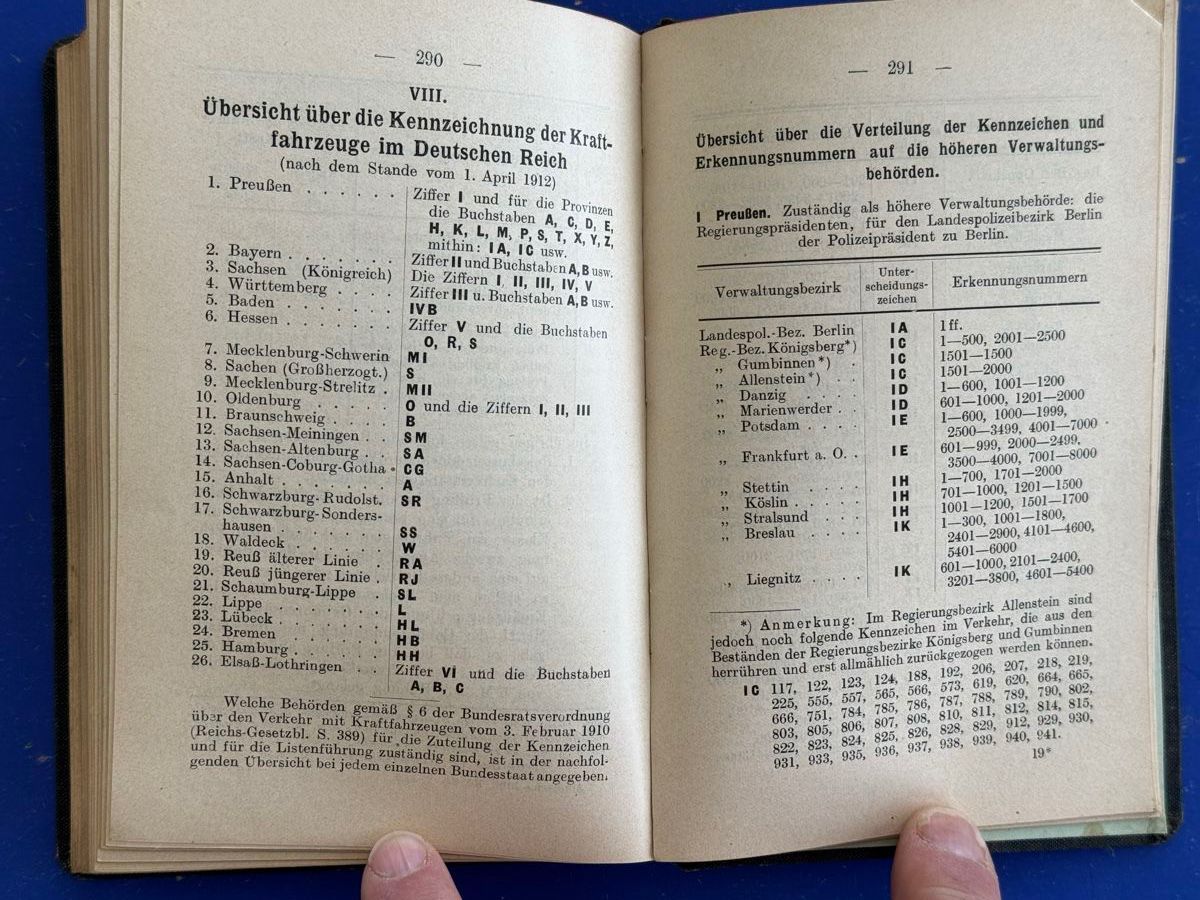 — 290 —
VIII.
Übersicht über die Kennzeichnung der Kraft-
fahrzeuge im Deutschen Reich
(nach dem Stande vom 1. April 1912)
1. Preußen . . . . . . Ziffer I und für die Provinzen
die Buchstaben A, C, D, E,
H, K, L, M, P, S, T, X, Y, Z,
mithin: IA, IC usw.
2. Bayern . . . . . . . Ziffer II und Buchstaben A, B usw.
3. Sachsen (Königreich) Die Ziffern I, II, III, IV, V
4. Württemberg . . . . Ziffer III u. Buchstaben A, B usw.
5. Baden . . . . . . . IVB
6. Hessen . . . . . . . Ziffer V und die Buchstaben
O, R, S
7. Mecklenburg-Schwerin MI
8. Sachen (Großherzogt.) S
9. Mecklenburg-Strelitz . MII
10. Oldenburg . . . . . O und die Ziffern I, II, III
11. Braunschweig . . . . B
12. Sachsen-Meiningen . . SM
13. Sachsen-Altenburg . . SA
14. Sachsen-Coburg-Gotha . CG
15. Anhalt . . . . . . . A
16. Schwarzburg-Rudolst. SR
17. Schwarzburg-Sonders-
hausen . . . . . . . SS
18. Waldeck . . . . . . W
19. Reuß älterer Linie . . RA
20. Reuß jüngerer Linie . RJ
21. Schaumburg-Lippe . SL
22. Lippe . . . . . . . L
23. Lübeck . . . . . . HL
24. Bremen . . . . . . HB
25. Hamburg . . . . . . HH
26. Elsaß-Lothringen . . Ziffer VI und die Buchstaben
A, B, C
Welche Behörden gemäß § 6 der Bundesratsverordnung
über den Verkehr mit Kraftfahrzeugen vom 3. Februar 1910
(Reichs-Gesetzbl. S. 389) für die Zuteilung der Kennzeichen
und für die Listenführung zuständig sind, ist in der nachfol-
genden Übersicht bei jedem einzelnen Bundesstaat angegeben.
— 291 —
Übersicht über die Verteilung der Kennzeichen und
Erkennungsnummern auf die höheren Verwaltungs-
behörden.
I Preußen. Zuständig als höhere Verwaltungsbehörde: die
Regierungspräsidenten, für den Landespolizeibezirk Berlin
der Polizeipräsident zu Berlin.
Verwaltungsbezirk Unter-
scheidungs-
zeichen Erkennungsnummern
Landespol.-Bez. Berlin IA 1 ff.
Reg.-Bez. Königsberg*) IC 1—500, 2001—2500
„ Gumbinnen *) . IC 1501—1500
„ Allenstein *) . . IC 1501—2000
„ Danzig . . . . ID 1—600, 1001—1200
„ Marienwerder . . ID 601—1000, 1201—2000
„ Potsdam . . . IE 1—600, 1000—1999,
2500—3499, 4001—7000
„ Frankfurt a. O. . IE 601—999, 2000—2499,
3500—4000, 7001—8000
„ Stettin . . . . IH 1—700, 1701—2000
„ Köslin . . . . IH 701—1000, 1201—1500
„ Stralsund . . . IH 1001—1200, 1501—1700
„ Breslau . . . . IK 1—300, 1001—1800,
2401—2900, 4101—4600,
5401—6000
„ Liegnitz . . . . IK 601—1000, 2101—2400,
3201—3800, 4601—5400
*) Anmerkung: Im Regierungsbezirk Allenstein sind
jedoch noch folgende Kennzeichen im Verkehr, die aus den
Beständen der Regierungsbezirke Königsberg und Gumbinnen
herrühren und erst allmählich zurückgezogen werden können.
IC 117, 122, 123, 124, 188, 192, 206, 207, 218, 219,
225, 555, 557, 565, 566, 573, 619, 620, 664, 665,
666, 751, 784, 785, 786, 787, 788, 789, 790, 802,
803, 805, 806, 807, 808, 810, 811, 812, 814, 815,
822, 823, 824, 825, 826, 828, 829, 912, 929, 930,
931, 933, 935, 936, 937, 938, 939, 940, 941.
19*